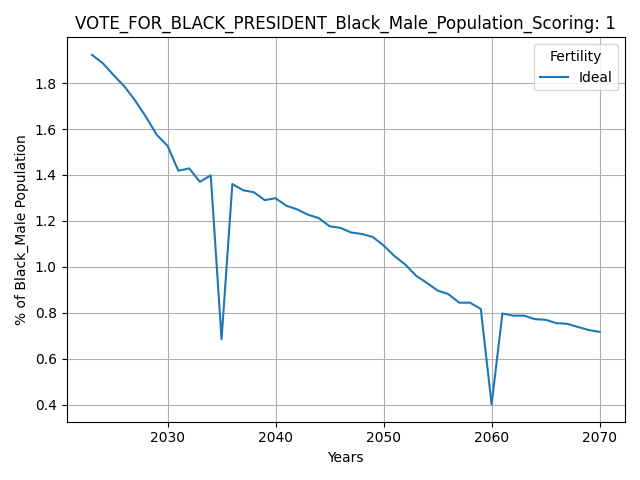 VOTE_FOR_BLACK_PRESIDENT_Black_Male_Population_Scoring: 1
Fertility
Ideal
% of Black_Male Population
1.8
1.6
1.4
1.2
1.0
0.8
0.6
0.4
2030 2040 2050 2060 2070
Years